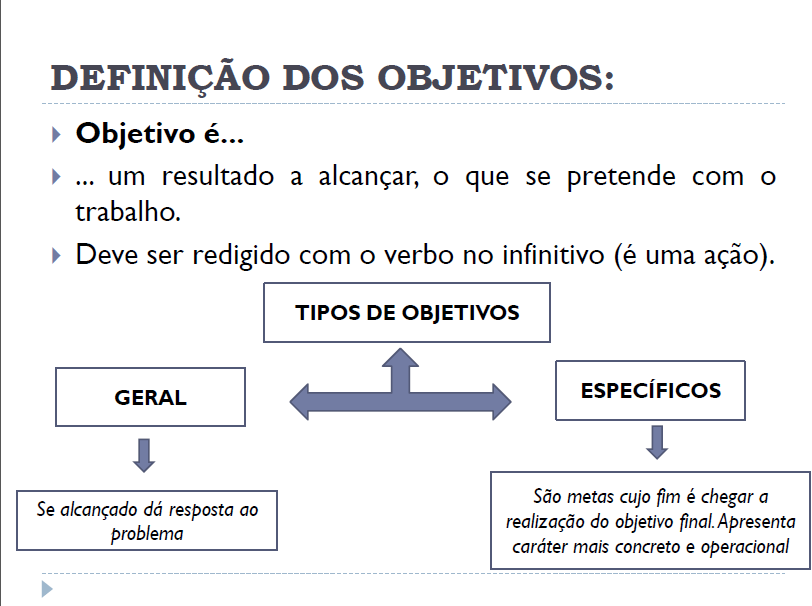 DEFINIÇÃO DOS OBJETIVOS:
Objetivo é...
... um resultado a alcançar, o que se pretende com o
trabalho.
Deve ser redigido com o verbo no infinitivo (é uma ação).
TIPOS DE OBJETIVOS
GERAL
ESPECÍFICOS
Se alcançado dá resposta ao
problema
São metas cujo fim é chegar a
realização do objetivo final. Apresenta
caráter mais concreto e operacional